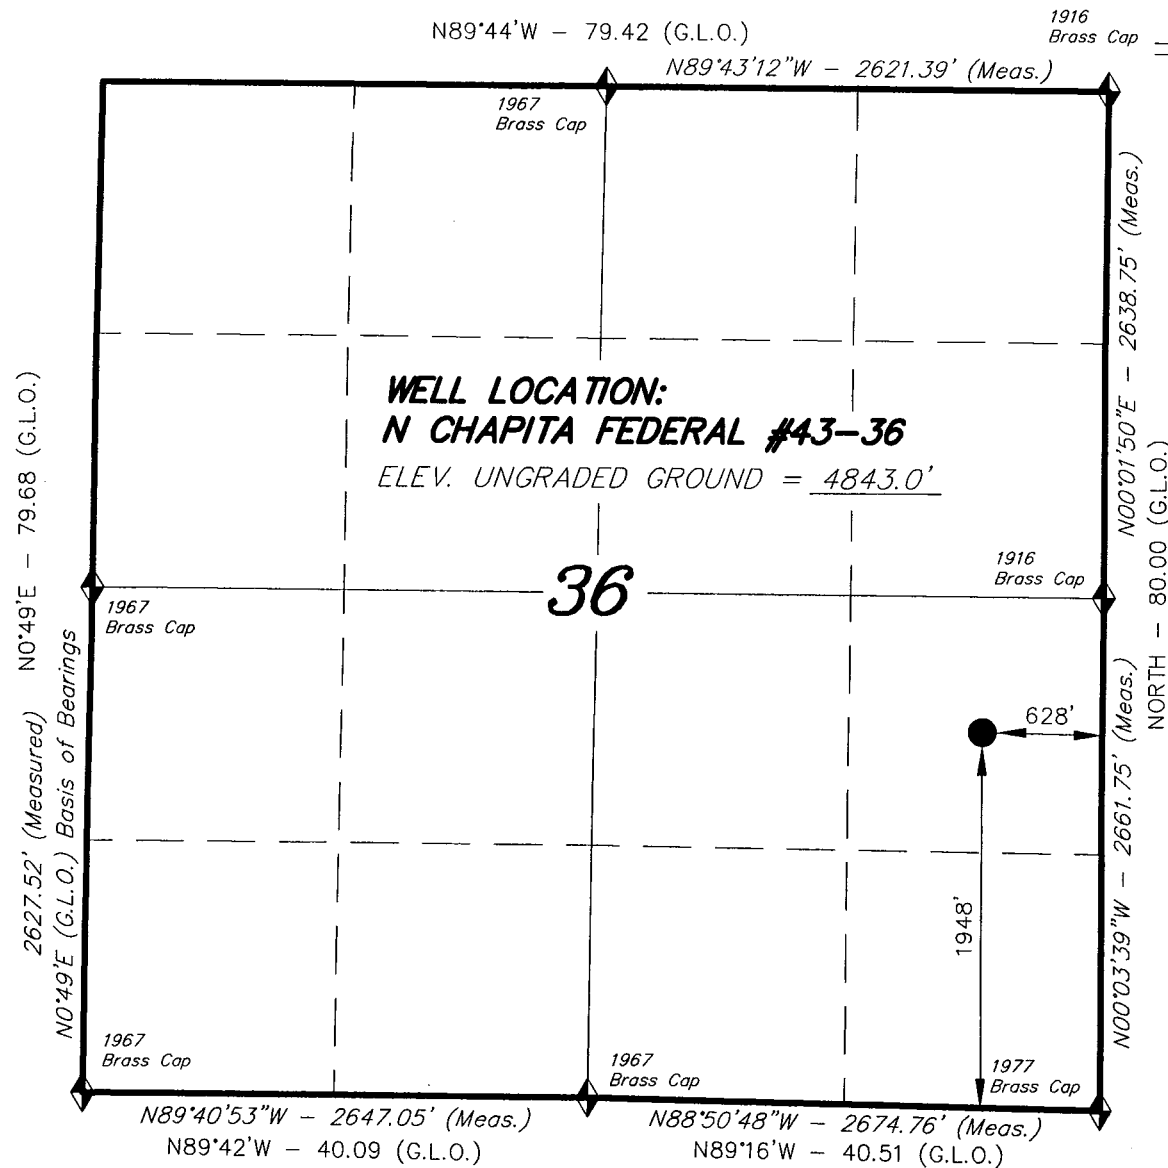 N89°44'W - 79.42 (G.L.O.)
1916
Brass Cap
N89°43'12"W - 2621.39' (Meas.)
1967
Brass Cap
N00°01'50"E - 2638.75' (Meas.)
NORTH - 80.00 (G.L.O.)
N0°49'E - 79.68 (G.L.O.)
WELL LOCATION:
N CHAPITA FEDERAL #43-36
ELEV. UNGRADED GROUND = 4843.0'
1916
Brass Cap
36
1967
Brass Cap
2627.52' (Measured)
N0°49'E (G.L.O.) Basis of Bearings
628'
1948'
N00°03'39"W - 2661.75' (Meas.)
1967
Brass Cap
1967
Brass Cap
1977
Brass Cap
N89°40'53"W - 2647.05' (Meas.)
N89°42'W - 40.09 (G.L.O.)
N88°50'48"W - 2674.76' (Meas.)
N89°16'W - 40.51 (G.L.O.)